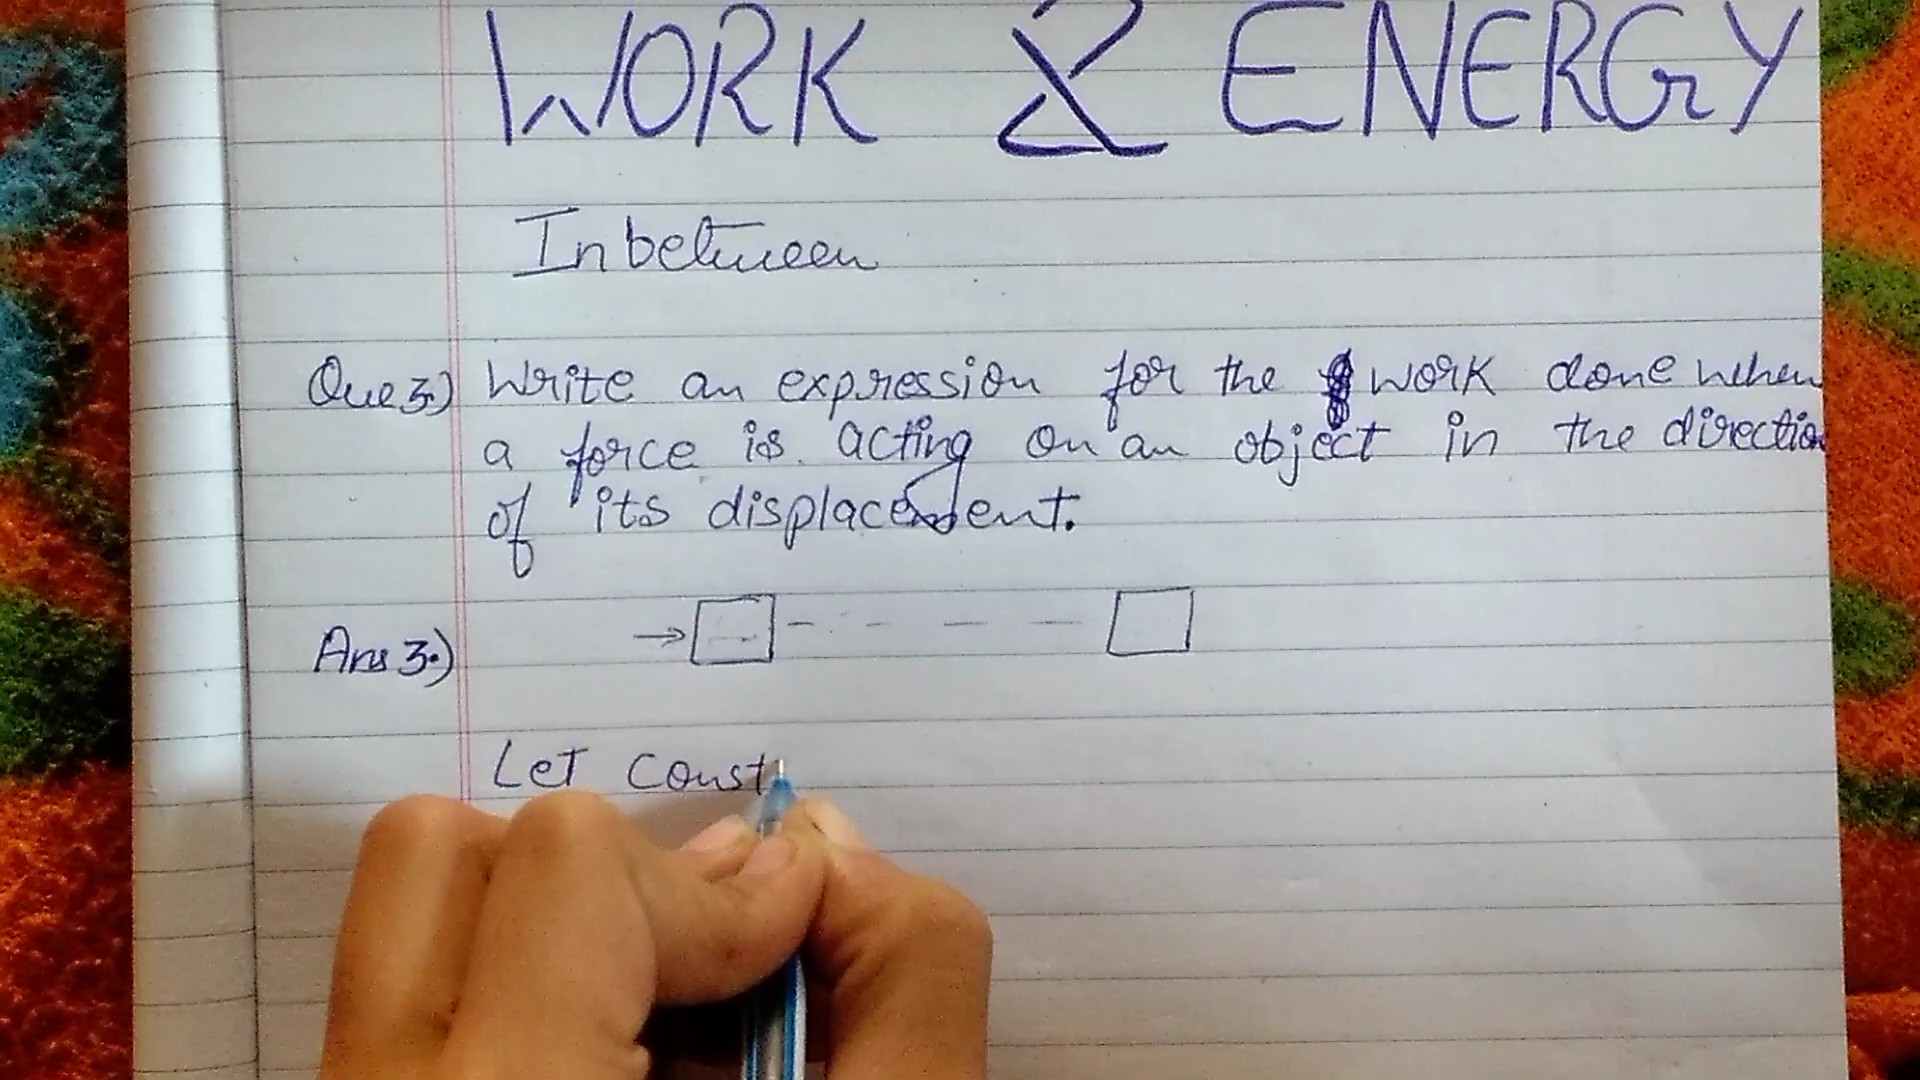 WORK & ENERGY
Inbetween
Que 3.) Write an expression for the work done when
a force is acting on an object in the direction
of its displacement.
Ans 3.)
Let const